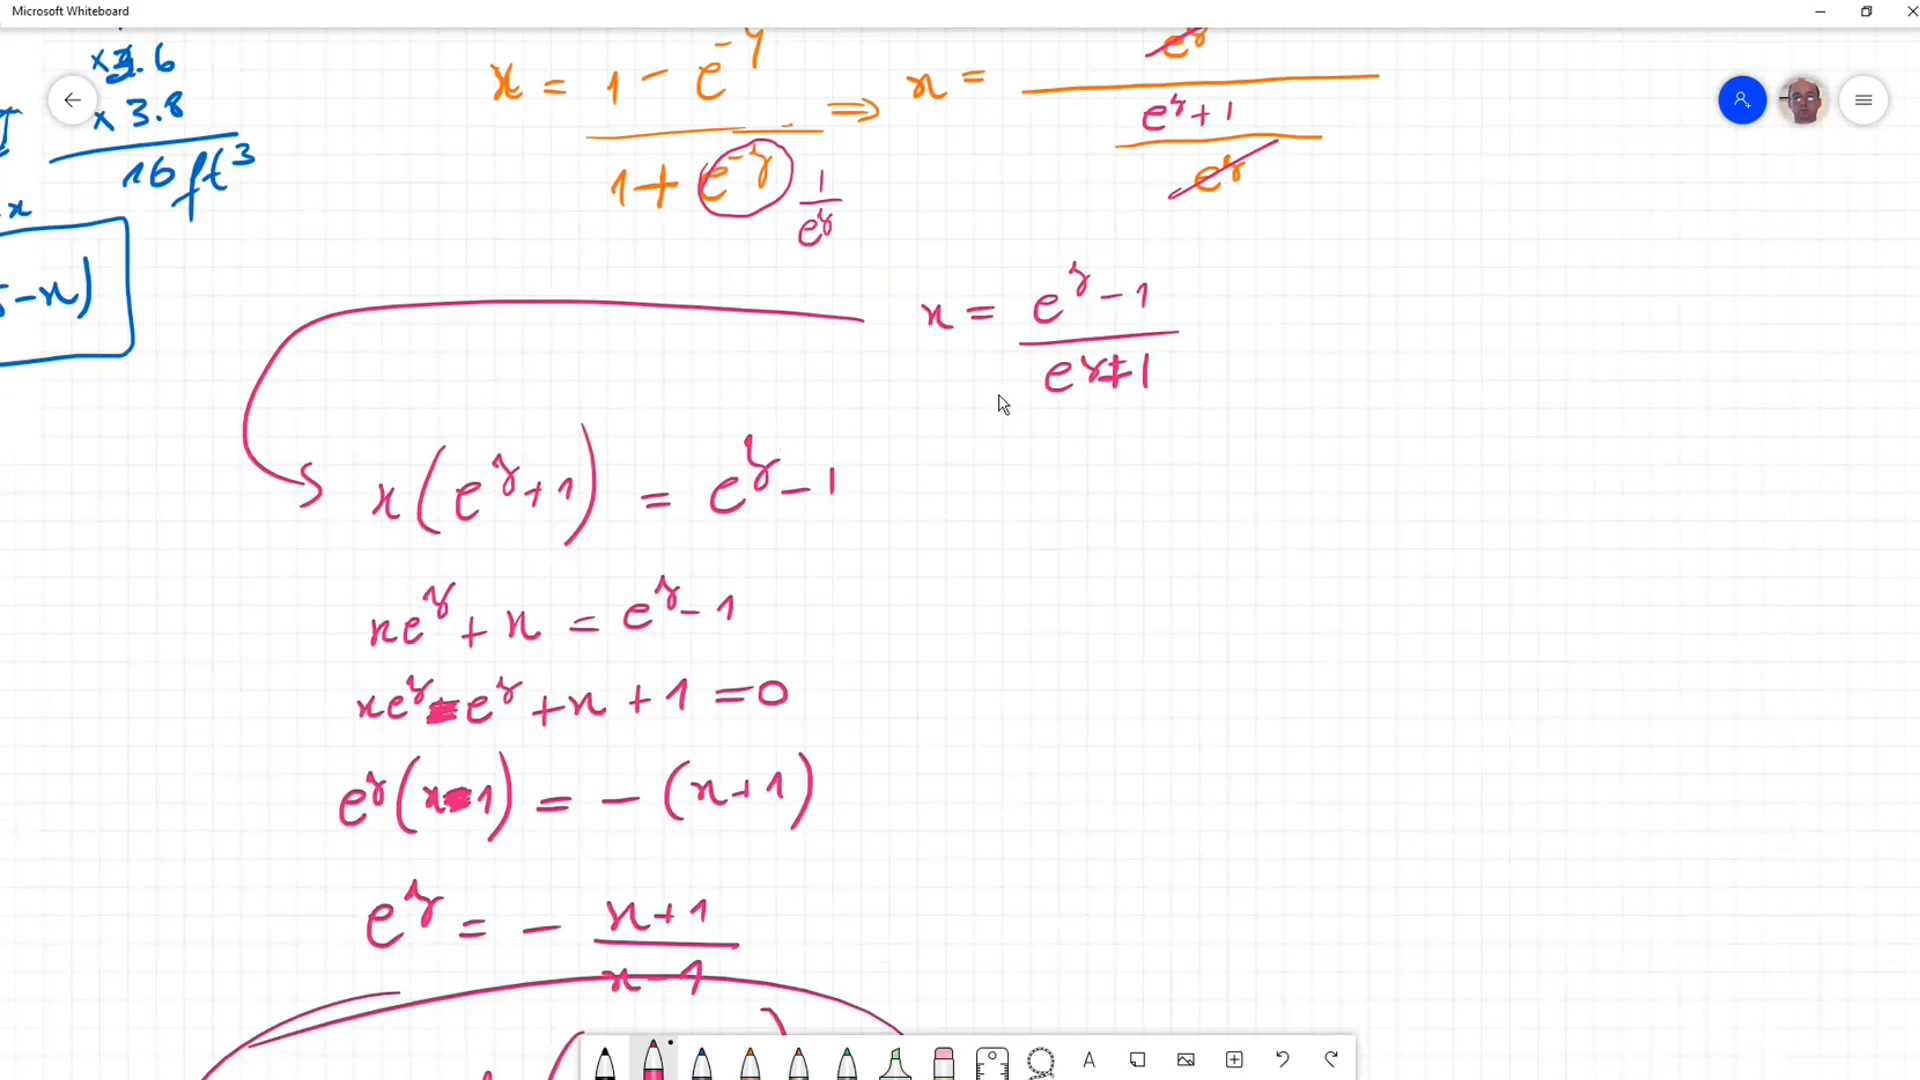 Microsoft Whiteboard
x3.6
x 3.8
16 ft³
x
-x)
x = 1 - e^-y / 1 + e^-y ⇒ x =
1/e^y
e^y
e^y + 1
e^y
x = e^y - 1 / e^y + 1
x(e^y + 1) = e^y - 1
xe^y + x = e^y - 1
xe^y - e^y + x + 1 = 0
e^y(x - 1) = - (x + 1)
e^y = - x + 1 / x - 1
A